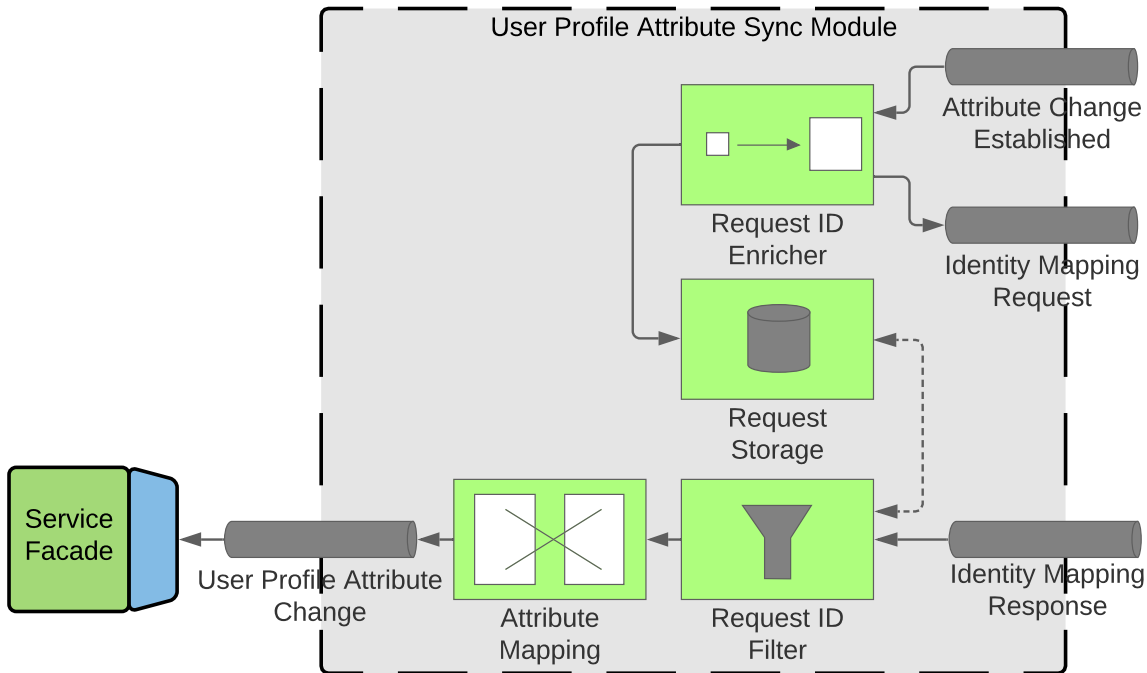 User Profile Attribute Sync Module
Attribute Change
Established
Request ID
Enricher
Identity Mapping
Request
Request
Storage
Service
Facade
User Profile Attribute
Change
Attribute
Mapping
Request ID
Filter
Identity Mapping
Response